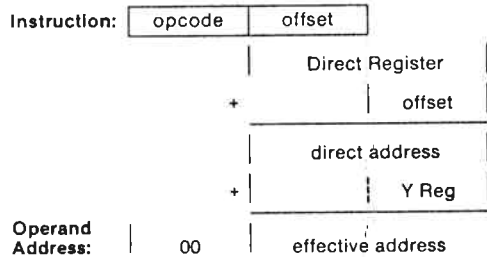 Instruction: opcode offset
Direct Register
+ offset
direct address
+ Y Reg
Operand
Address: 00 effective address